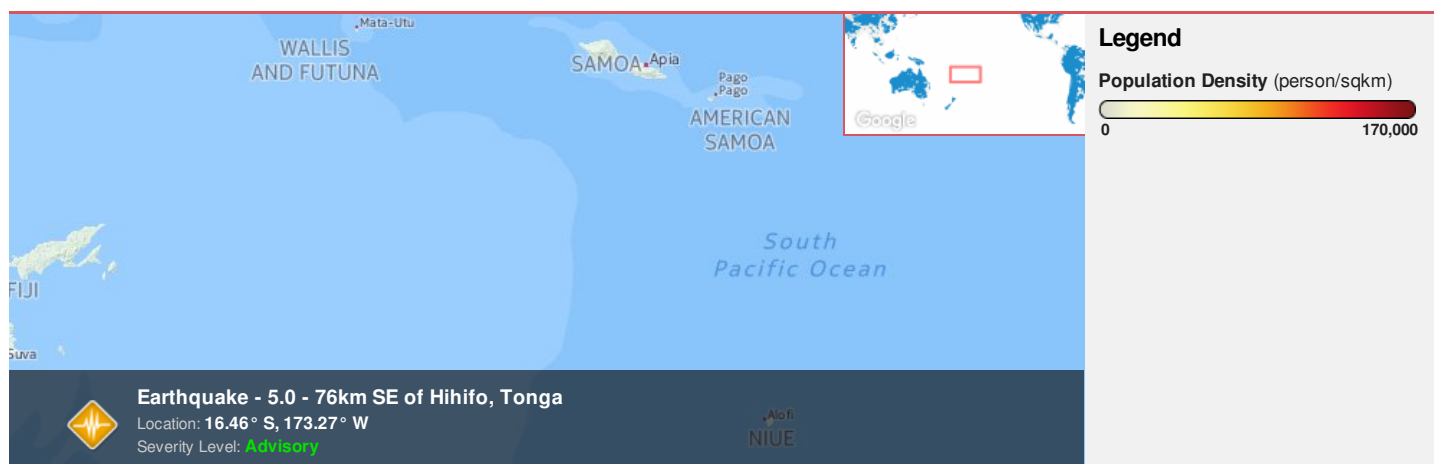 Mata-Utu
WALLIS
AND FUTUNA
SAMOA
Apia
Pago
Pago
AMERICAN
SAMOA
Google
South
Pacific Ocean
FIJI
Suva
Alofi
NIUE
Earthquake - 5.0 - 76km SE of Hihifo, Tonga
Location: 16.46° S, 173.27° W
Severity Level: Advisory
Legend
Population Density (person/sqkm)
0 170,000